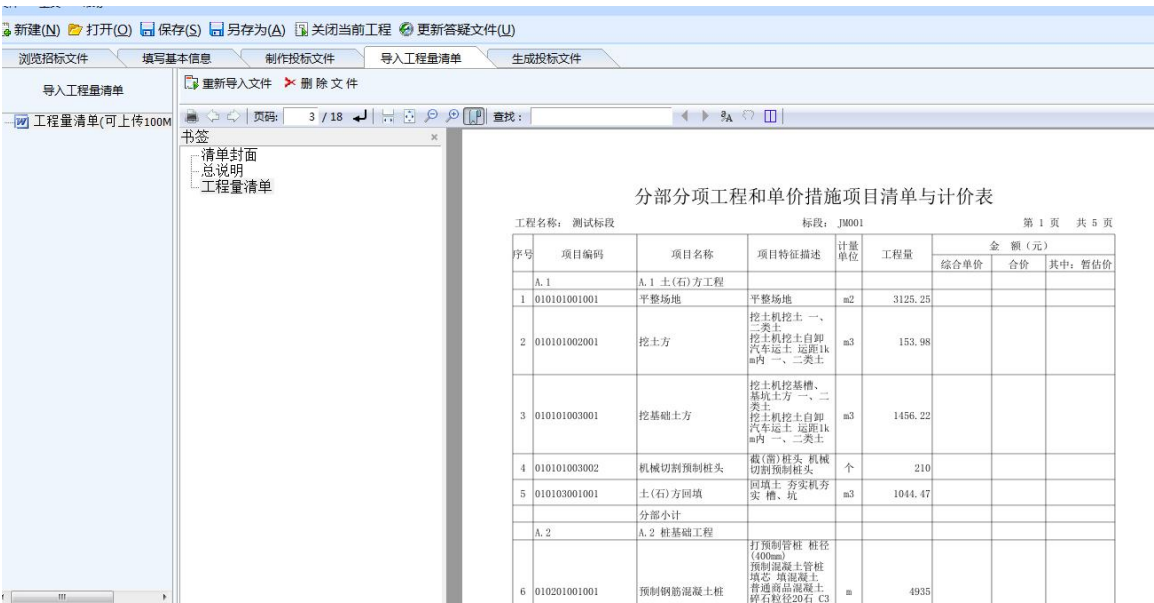 新建(N) 打开(O) 保存(S) 另存为(A) 关闭当前工程 更新答疑文件(U)
浏览招标文件 填写基本信息 制作投标文件 导入工程量清单 生成投标文件
导入工程量清单
重新导入文件 删 除 文 件
工程量清单(可上传100M
页码: 3 / 18 查找：
书签 ×
清单封面
总说明
工程量清单
分部分项工程和单价措施项目清单与计价表
工程名称： 测试标段 标段： JM001 第 1 页 共 5 页
序号 项目编码 项目名称 项目特征描述 计量单位 工程量 金 额（元）
综合单价 合价 其中：暂估价
A.1 A.1 土(石)方工程
1 010101001001 平整场地 平整场地 m2 3125.25
挖土机挖土 一、
二类土
挖土机挖土自卸
2 010101002001 挖土方 汽车运土 运距1k m3 153.98
m内 一、二类土
挖土机挖基槽、
基坑土方 一、二
类土
3 010101003001 挖基础土方 挖土机挖土自卸 m3 1456.22
汽车运土 运距1k
m内 一、二类土
截(凿)桩头 机械
4 010101003002 机械切割预制桩头 切割预制桩头 个 210
回填土 夯实机夯
5 010103001001 土(石)方回填 实 槽、坑 m3 1044.47
分部小计
A.2 A.2 桩基础工程
打预制管桩 桩径
(400mm)
预制混凝土管桩
填芯 填混凝土
6 010201001001 预制钢筋混凝土桩 普通商品混凝土 m 4935
碎石粒径20石 C3